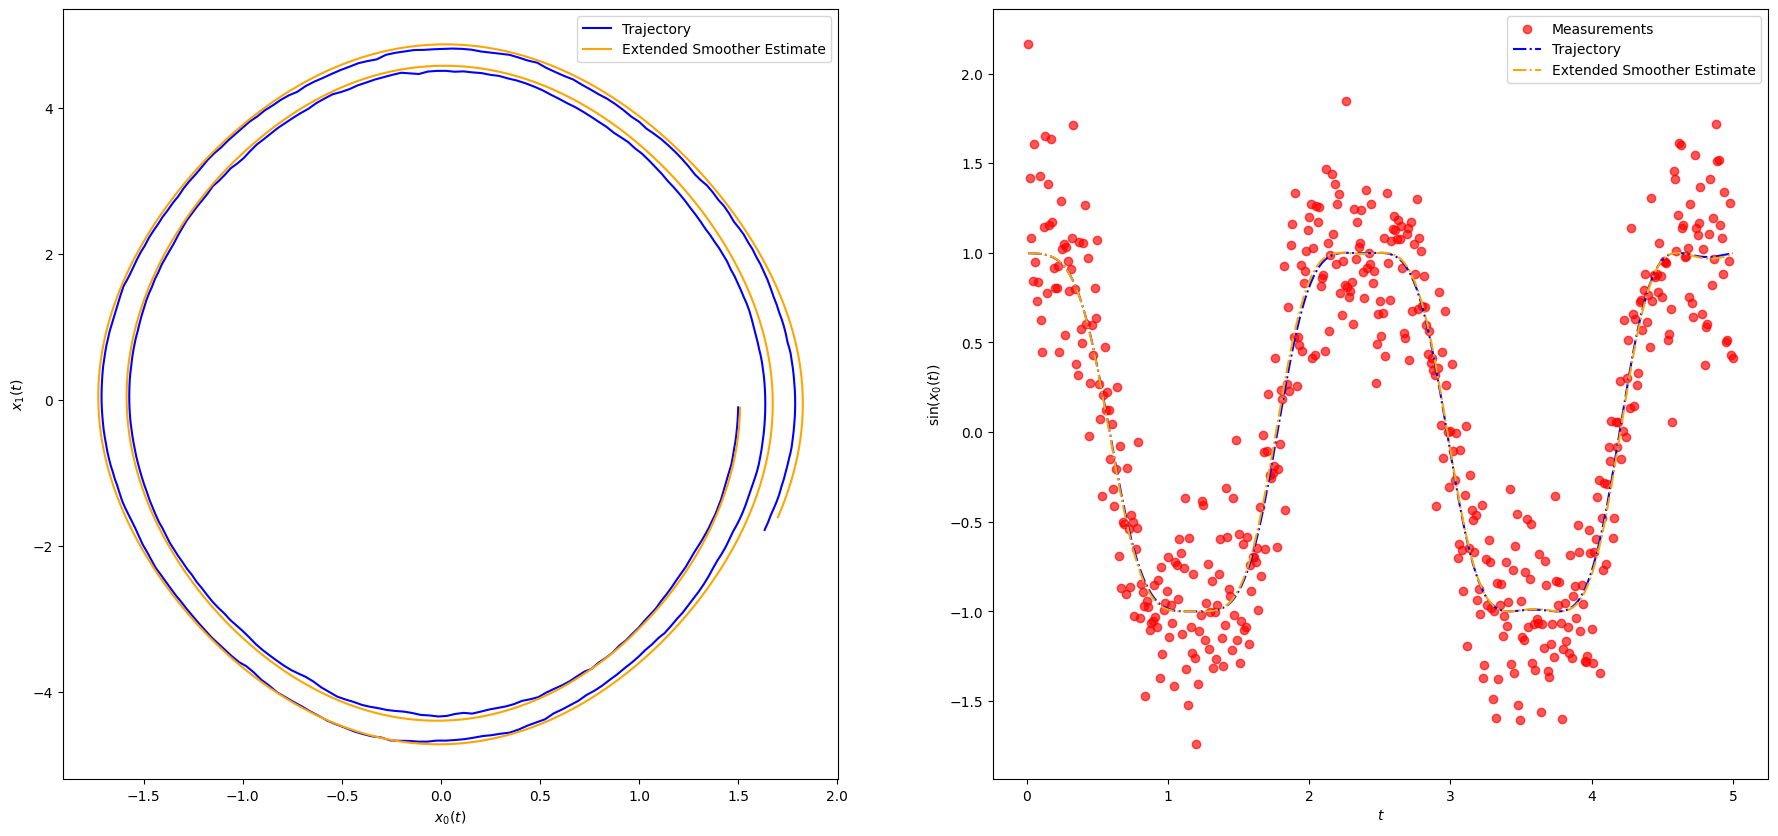 Trajectory
Extended Smoother Estimate
4
2
0
−2
−4
x₁(t)
−1.5 −1.0 −0.5 0.0 0.5 1.0 1.5 2.0
x₀(t)
Measurements
Trajectory
Extended Smoother Estimate
2.0
1.5
1.0
0.5
0.0
−0.5
−1.0
−1.5
sin(x₀(t))
0 1 2 3 4 5
t